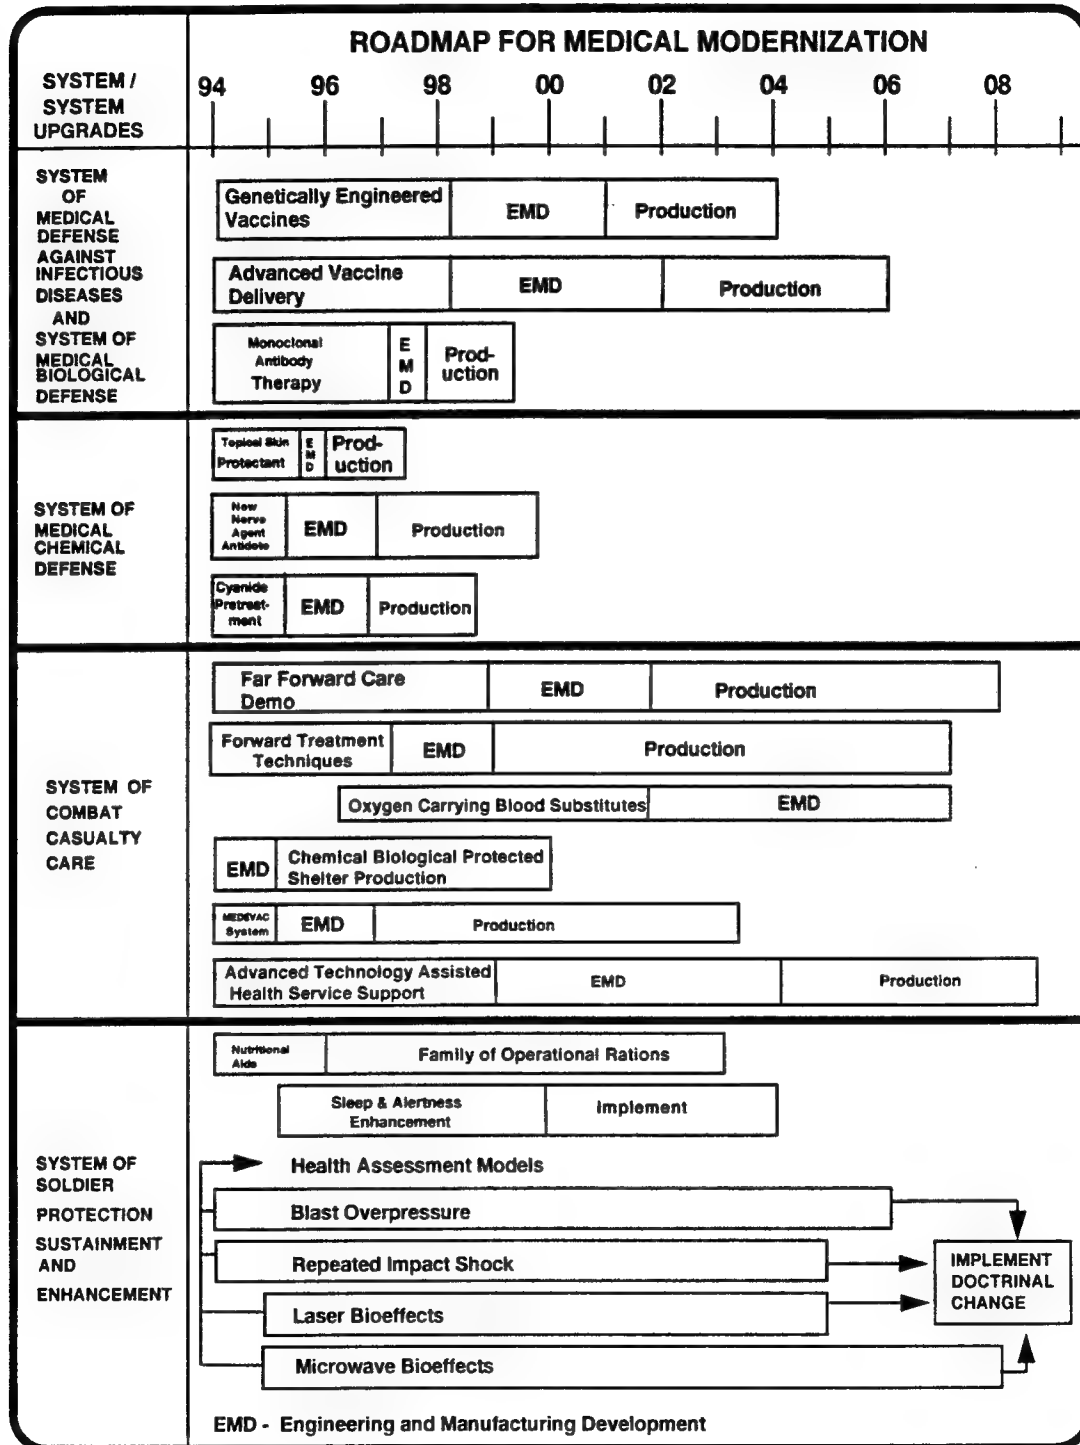 ROADMAP FOR MEDICAL MODERNIZATION
SYSTEM /
SYSTEM
UPGRADES
94 96 98 00 02 04 06 08
SYSTEM
OF
MEDICAL
DEFENSE
AGAINST
INFECTIOUS
DISEASES
AND
SYSTEM OF
MEDICAL
BIOLOGICAL
DEFENSE
Genetically Engineered
Vaccines
EMD
Production
Advanced Vaccine
Delivery
EMD
Production
Monoclonal
Antibody
Therapy
E
M
D
Prod-
uction
SYSTEM OF
MEDICAL
CHEMICAL
DEFENSE
Topical Skin
Protectant
E
M
D
Prod-
uction
New
Nerve
Agent
Antidote
EMD
Production
Cyanide
Pretreat-
ment
EMD
Production
SYSTEM OF
COMBAT
CASUALTY
CARE
Far Forward Care
Demo
EMD
Production
Forward Treatment
Techniques
EMD
Production
Oxygen Carrying Blood Substitutes
EMD
EMD
Chemical Biological Protected
Shelter Production
MEDEVAC
System
EMD
Production
Advanced Technology Assisted
Health Service Support
EMD
Production
SYSTEM OF
SOLDIER
PROTECTION
SUSTAINMENT
AND
ENHANCEMENT
Nutritional
Aids
Family of Operational Rations
Sleep & Alertness
Enhancement
Implement
Health Assessment Models
Blast Overpressure
Repeated Impact Shock
Laser Bioeffects
Microwave Bioeffects
IMPLEMENT
DOCTRINAL
CHANGE
EMD - Engineering and Manufacturing Development